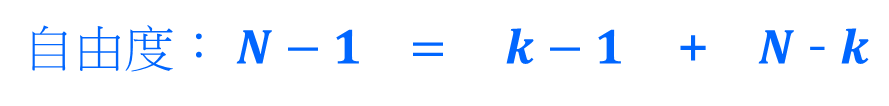 自由度：N − 1 = k − 1 + N - k